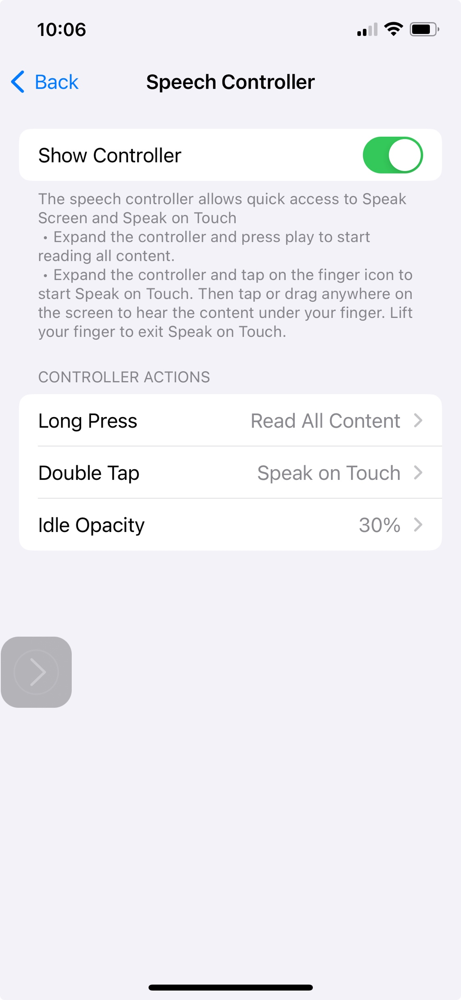 10:06
Back
Speech Controller
Show Controller
The speech controller allows quick access to Speak
Screen and Speak on Touch
• Expand the controller and press play to start
reading all content.
• Expand the controller and tap on the finger icon to
start Speak on Touch. Then tap or drag anywhere on
the screen to hear the content under your finger. Lift
your finger to exit Speak on Touch.
CONTROLLER ACTIONS
Long Press Read All Content
Double Tap Speak on Touch
Idle Opacity 30%